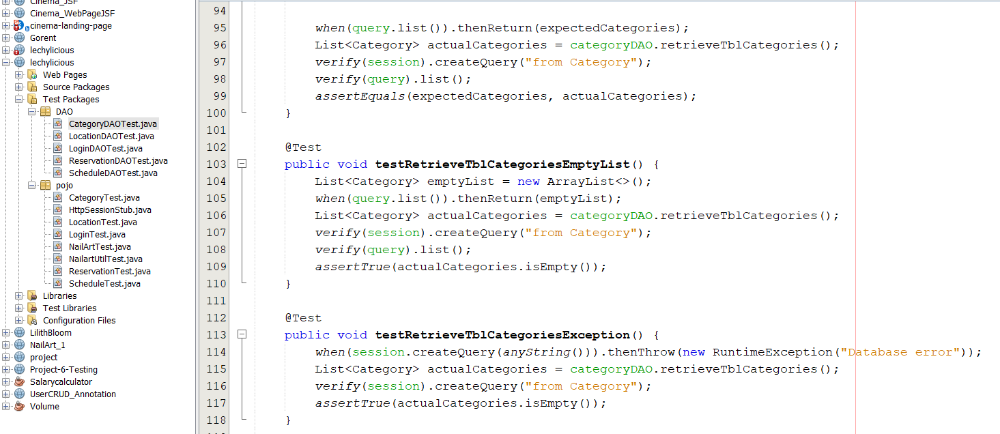 Cinema_JSF
Cinema_WebPageJSF
cinema-landing-page
Gorent
lechylicious
lechylicious
Web Pages
Source Packages
Test Packages
DAO
CategoryDAOTest.java
LocationDAOTest.java
LoginDAOTest.java
ReservationDAOTest.java
ScheduleDAOTest.java
pojo
CategoryTest.java
HttpSessionStub.java
LocationTest.java
LoginTest.java
NailArtTest.java
NailartUtilTest.java
ReservationTest.java
ScheduleTest.java
Libraries
Test Libraries
Configuration Files
LilithBloom
NailArt_1
project
Project-6-Testing
Salarycalculator
UserCRUD_Annotation
Volume
94
95 when(query.list()).thenReturn(expectedCategories);
96 List<Category> actualCategories = categoryDAO.retrieveTblCategories();
97 verify(session).createQuery("from Category");
98 verify(query).list();
99 assertEquals(expectedCategories, actualCategories);
100 }
101
102 @Test
103 public void testRetrieveTblCategoriesEmptyList() {
104 List<Category> emptyList = new ArrayList<>();
105 when(query.list()).thenReturn(emptyList);
106 List<Category> actualCategories = categoryDAO.retrieveTblCategories();
107 verify(session).createQuery("from Category");
108 verify(query).list();
109 assertTrue(actualCategories.isEmpty());
110 }
111
112 @Test
113 public void testRetrieveTblCategoriesException() {
114 when(session.createQuery(anyString())).thenThrow(new RuntimeException("Database error"));
115 List<Category> actualCategories = categoryDAO.retrieveTblCategories();
116 verify(session).createQuery("from Category");
117 assertTrue(actualCategories.isEmpty());
118 }